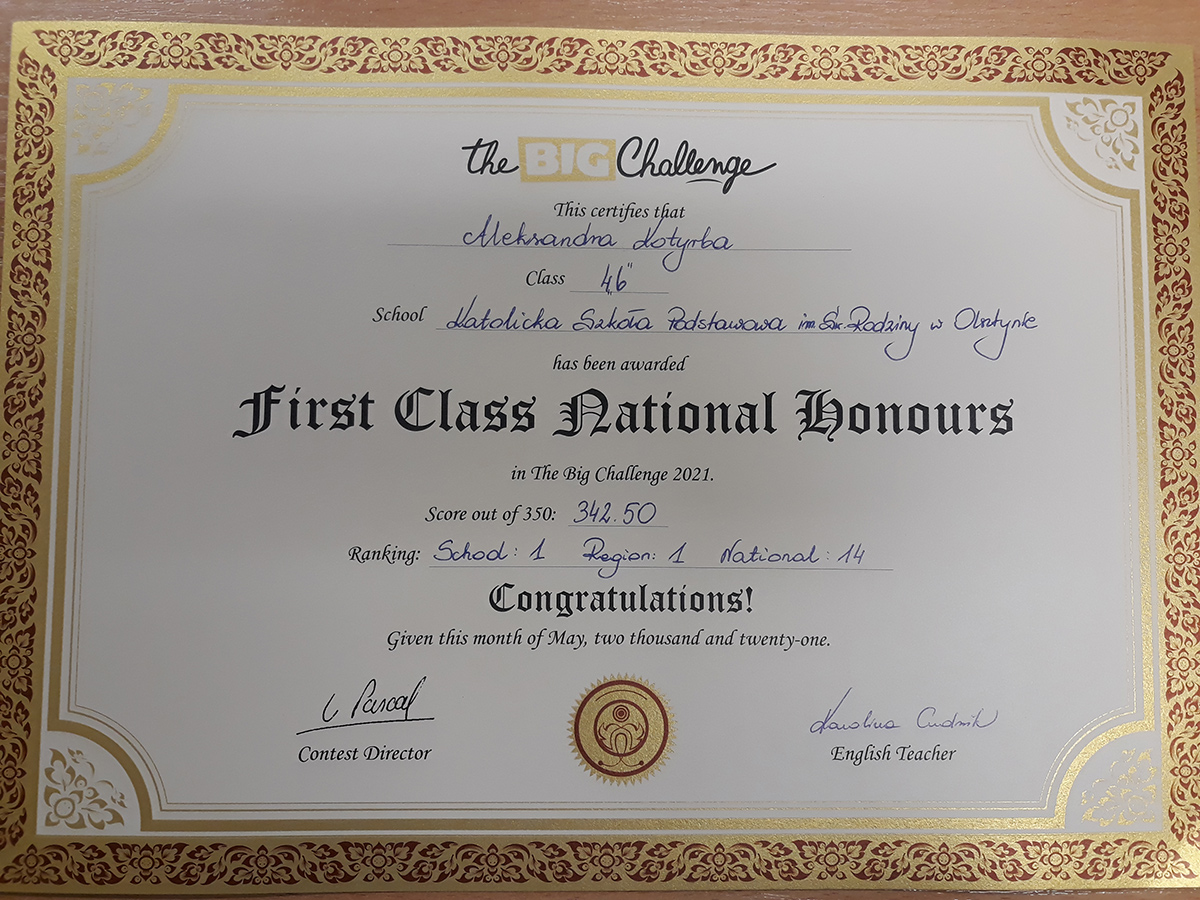 the BIG Challenge
This certifies that
Aleksandra Kotyrba
Class „4b"
School Katolicka Szkoła Podstawowa im. Św. Rodziny w Olsztynie
has been awarded
First Class National Honours
in The Big Challenge 2021.
Score out of 350: 342.50
Ranking: School: 1 Region: 1 National: 14
Congratulations!
Given this month of May, two thousand and twenty-one.
Pascal
Karolina
Contest Director
English Teacher